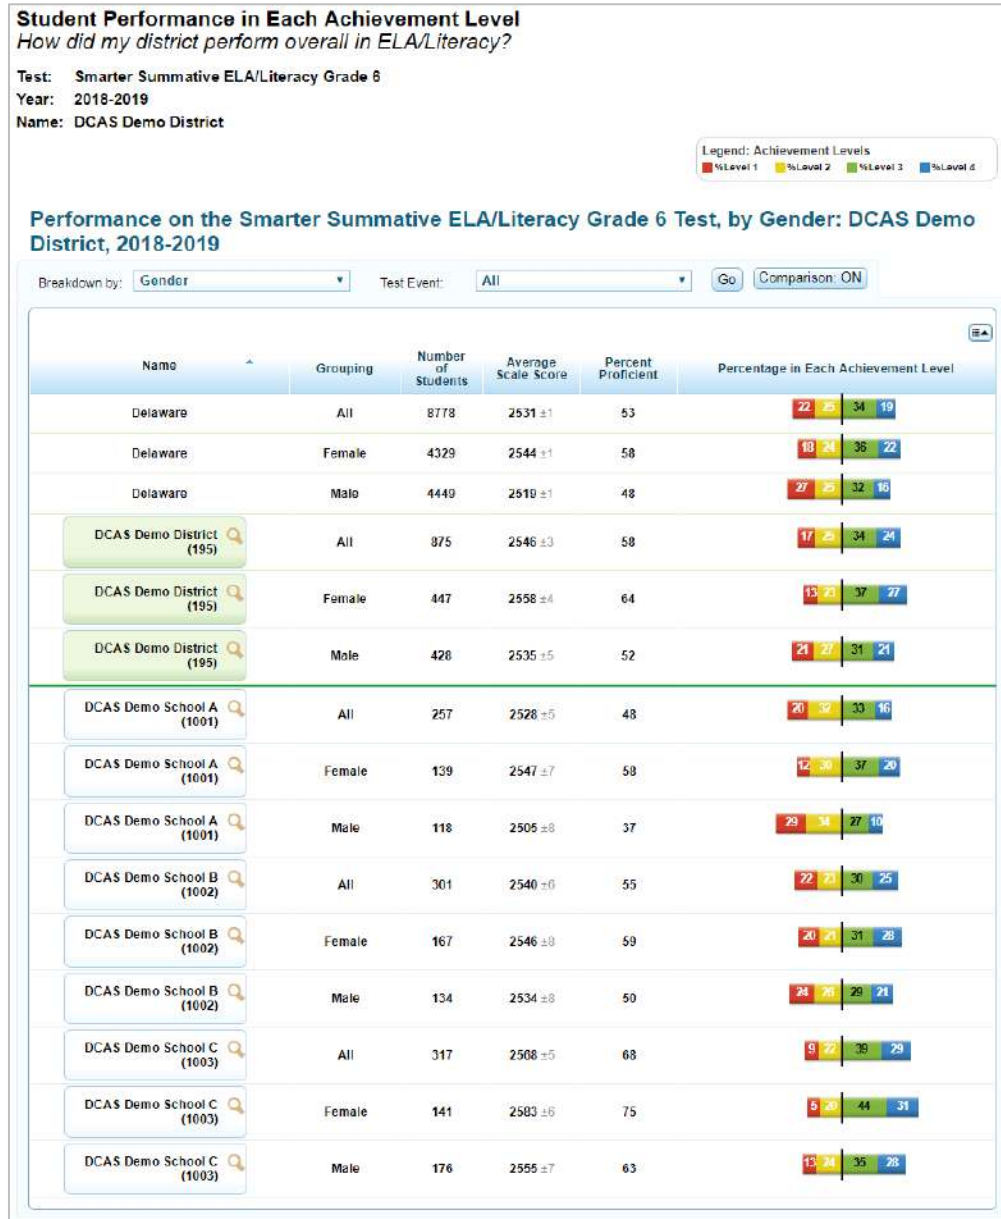 Student Performance in Each Achievement Level
How did my district perform overall in ELA/Literacy?
Test: Smarter Summative ELA/Literacy Grade 6
Year: 2018-2019
Name: DCAS Demo District
Legend: Achievement Levels
%Level 1 %Level 2 %Level 3 %Level 4
Performance on the Smarter Summative ELA/Literacy Grade 6 Test, by Gender: DCAS Demo
District, 2018-2019
Breakdown by: Gender Test Event: All Go Comparison: ON
Name Grouping Number of Students Average Scale Score Percent Proficient Percentage in Each Achievement Level
Delaware All 8778 2531 ±1 53 22 25 34 19
Delaware Female 4329 2544 ±1 58 18 24 36 22
Delaware Male 4449 2519 ±1 48 27 25 32 16
DCAS Demo District (195) All 875 2546 ±3 58 17 25 34 24
DCAS Demo District (195) Female 447 2558 ±4 64 13 23 37 27
DCAS Demo District (195) Male 428 2535 ±5 52 21 27 31 21
DCAS Demo School A (1001) All 257 2528 ±5 48 20 32 33 16
DCAS Demo School A (1001) Female 139 2547 ±7 58 12 30 37 20
DCAS Demo School A (1001) Male 118 2505 ±8 37 29 34 27 10
DCAS Demo School B (1002) All 301 2540 ±6 55 22 23 30 25
DCAS Demo School B (1002) Female 167 2546 ±8 59 20 21 31 28
DCAS Demo School B (1002) Male 134 2534 ±8 50 24 26 29 21
DCAS Demo School C (1003) All 317 2568 ±5 68 9 22 39 29
DCAS Demo School C (1003) Female 141 2583 ±6 75 5 20 44 31
DCAS Demo School C (1003) Male 176 2555 ±7 63 13 24 35 28